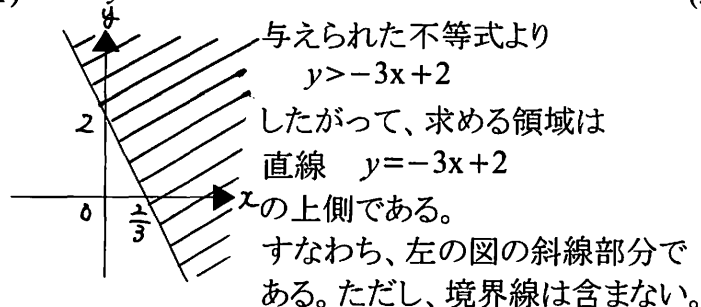 y
与えられた不等式より
y>−3x+2
2
したがって、求める領域は
直線 y=−3x+2
0
2/3
x
の上側である。
すなわち、左の図の斜線部分で
ある。ただし、境界線は含まない。